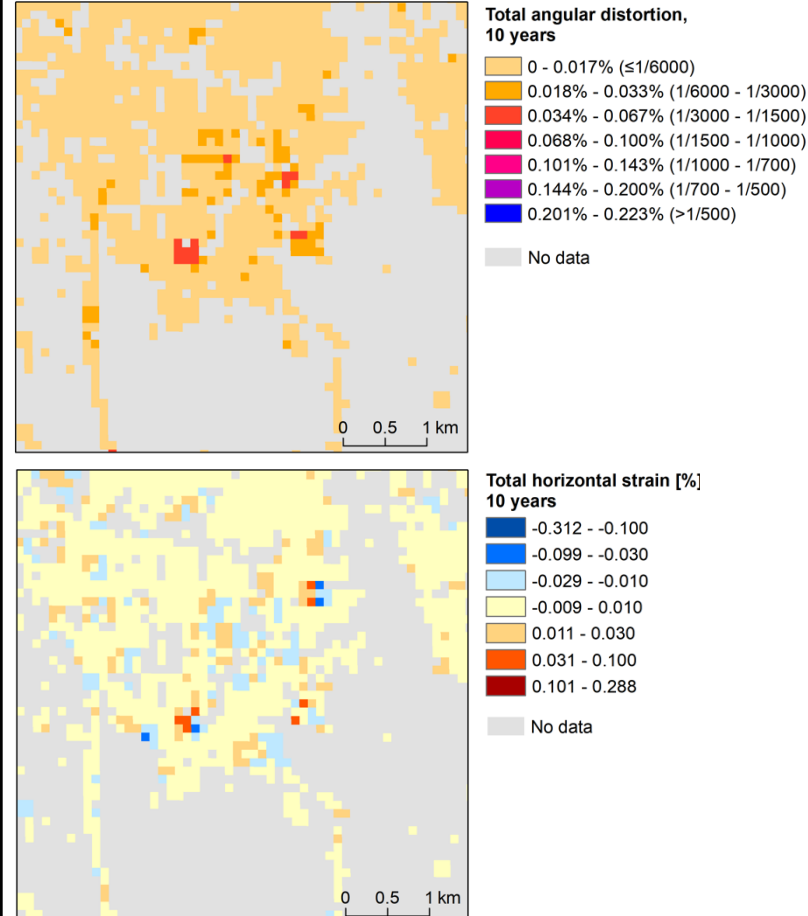 Total angular distortion,
10 years
0 - 0.017% (≤1/6000)
0.018% - 0.033% (1/6000 - 1/3000)
0.034% - 0.067% (1/3000 - 1/1500)
0.068% - 0.100% (1/1500 - 1/1000)
0.101% - 0.143% (1/1000 - 1/700)
0.144% - 0.200% (1/700 - 1/500)
0.201% - 0.223% (>1/500)
No data
0 0.5 1 km
Total horizontal strain [%]
10 years
-0.312 - -0.100
-0.099 - -0.030
-0.029 - -0.010
-0.009 - 0.010
0.011 - 0.030
0.031 - 0.100
0.101 - 0.288
No data
0 0.5 1 km